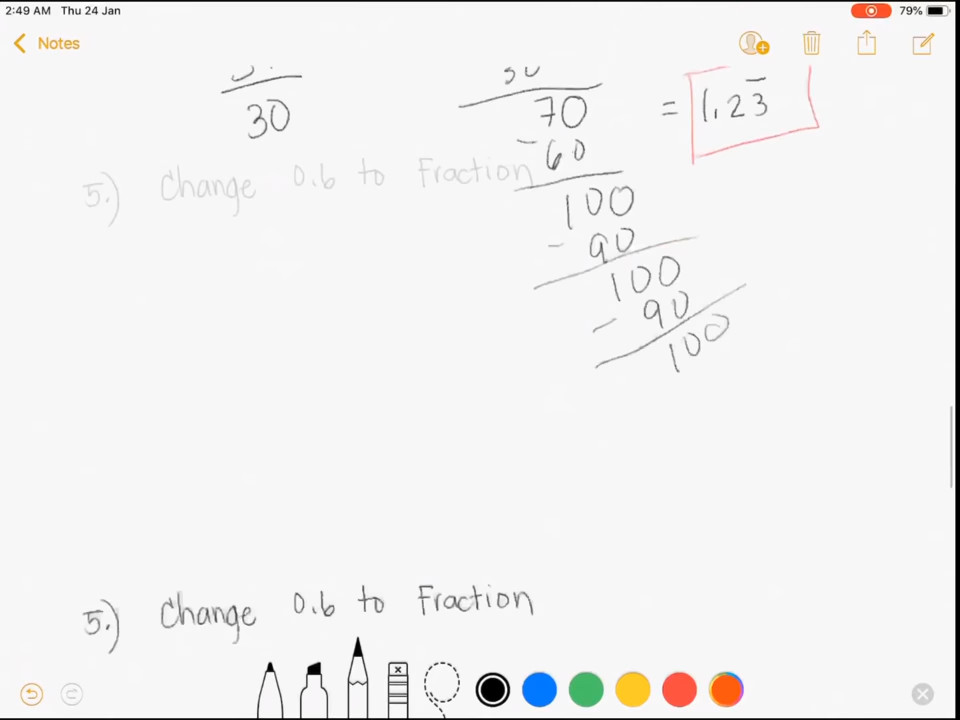 2:49 AM Thu 24 Jan 79%
Notes
30
70
= 1.23̅
- 60
5.) Change 0.6 to Fraction
100
- 90
100
- 90
100
5.) Change 0.6 to Fraction